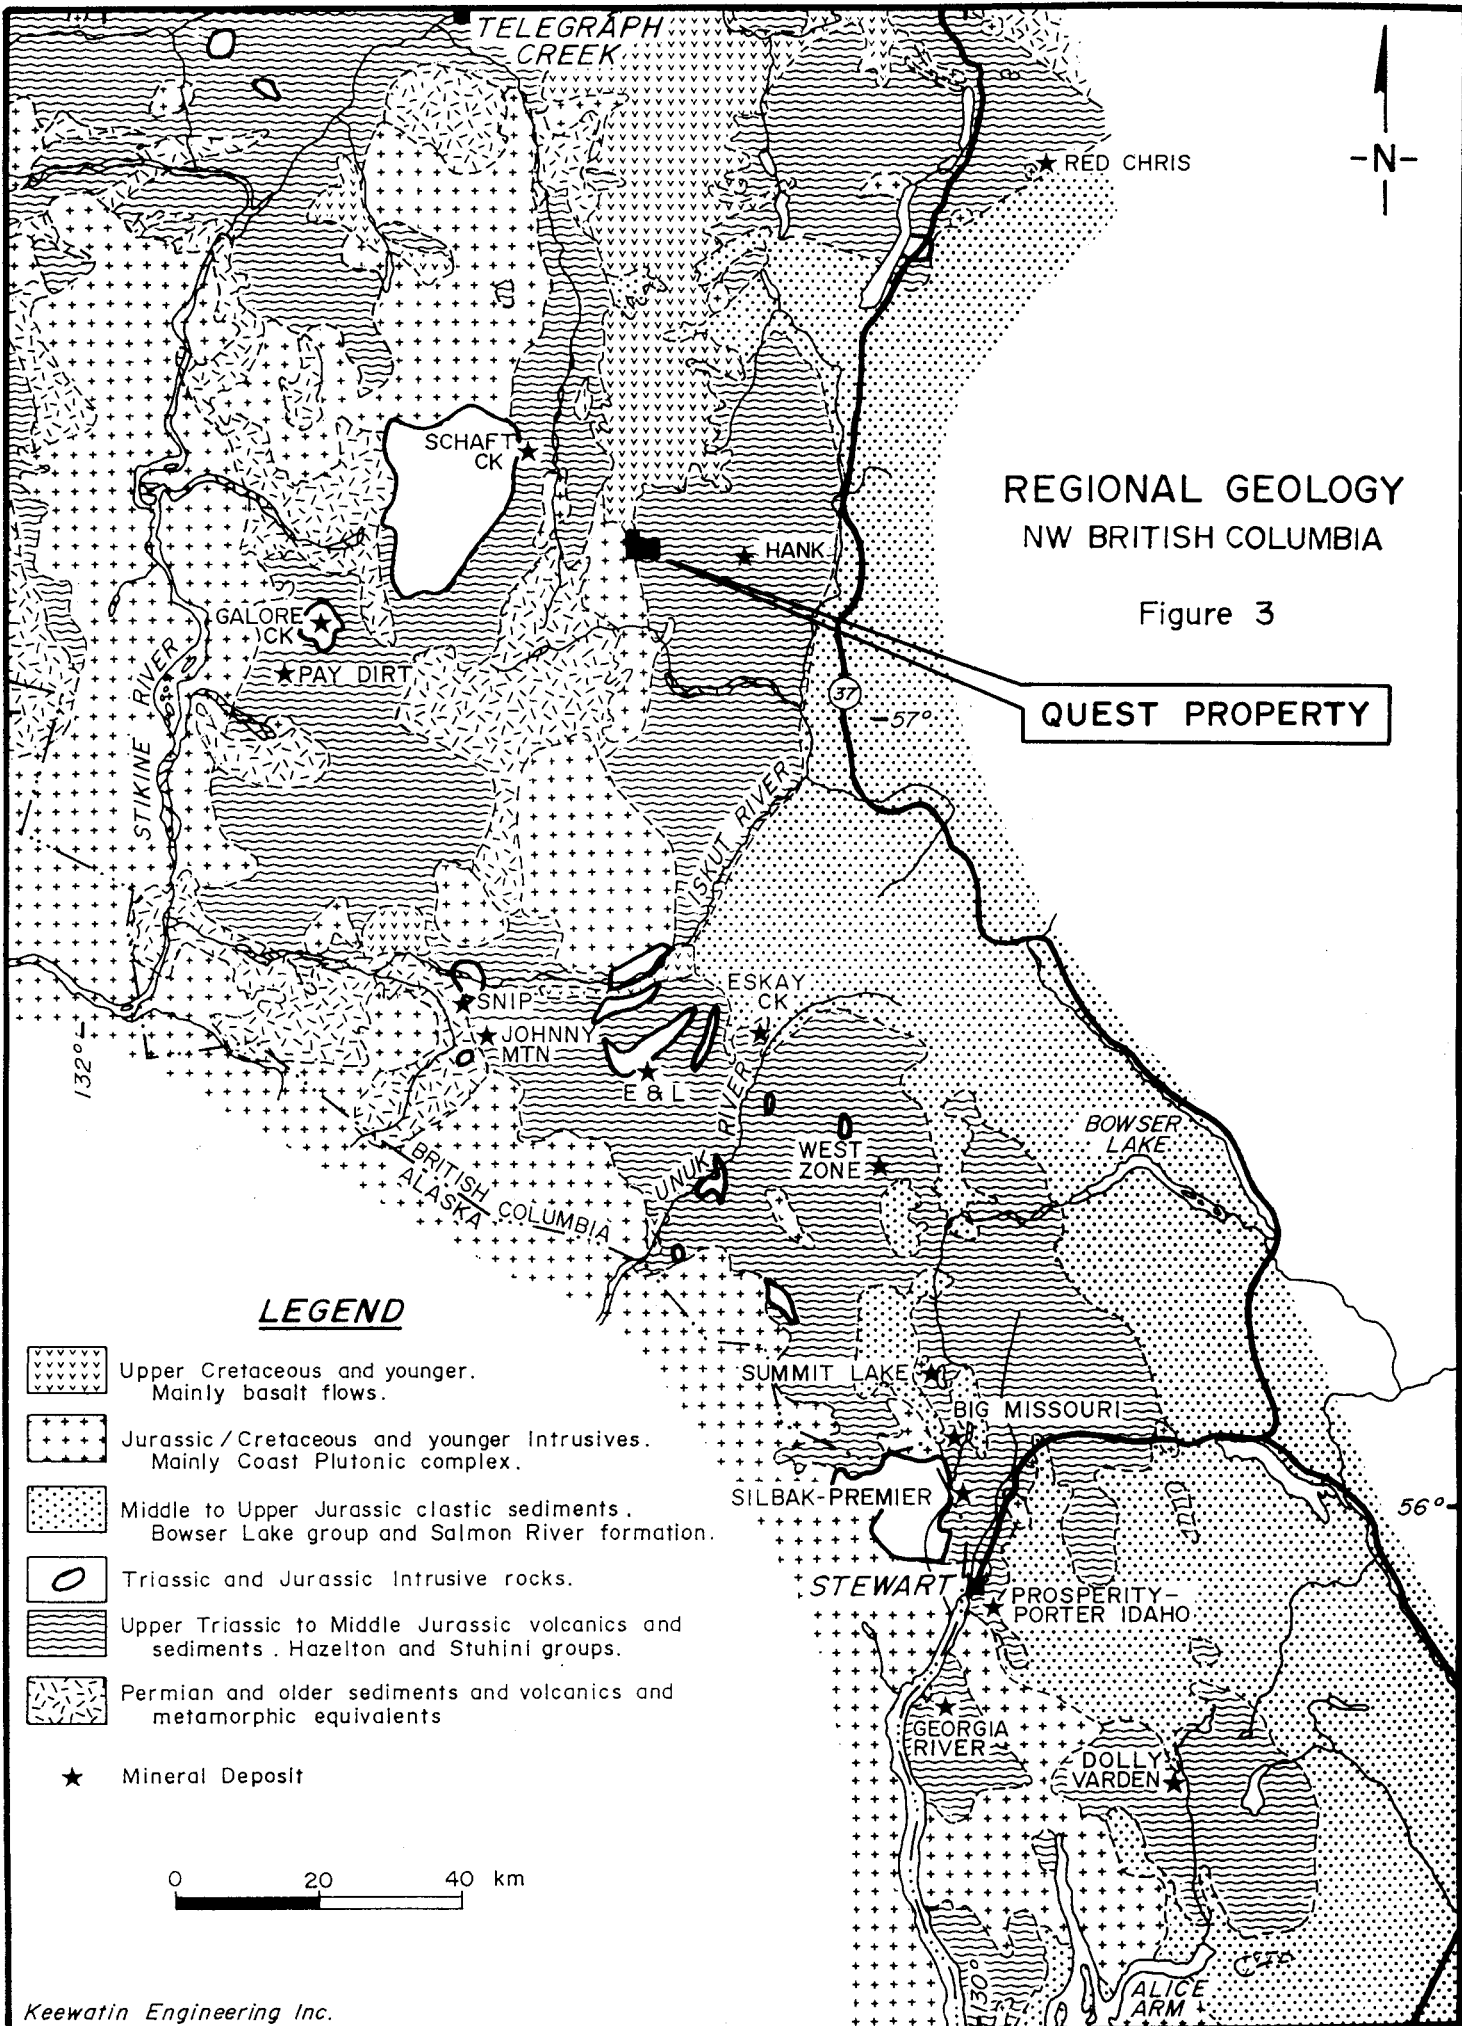 TELEGRAPH
CREEK
RED CHRIS
-N-
SCHAFT
CK
REGIONAL GEOLOGY
NW BRITISH COLUMBIA
Figure 3
HANK
GALORE
CK
PAY DIRT
STIKINE RIVER
37
57°
QUEST PROPERTY
ISKUT RIVER
SNIP
JOHNNY
MTN
ESKAY
CK
E & L
132°
BRITISH COLUMBIA
ALASKA
UNUK RIVER
WEST
ZONE
BOWSER
LAKE
LEGEND
Upper Cretaceous and younger.
Mainly basalt flows.
Jurassic/Cretaceous and younger Intrusives.
Mainly Coast Plutonic complex.
Middle to Upper Jurassic clastic sediments.
Bowser Lake group and Salmon River formation.
Triassic and Jurassic Intrusive rocks.
Upper Triassic to Middle Jurassic volcanics and
sediments. Hazelton and Stuhini groups.
Permian and older sediments and volcanics and
metamorphic equivalents
★ Mineral Deposit
SUMMIT LAKE
BIG MISSOURI
SILBAK-PREMIER
56°
STEWART
PROSPERITY-
PORTER IDAHO
GEORGIA
RIVER
DOLLY
VARDEN
0 20 40 km
130°
ALICE
ARM
Keewatin Engineering Inc.